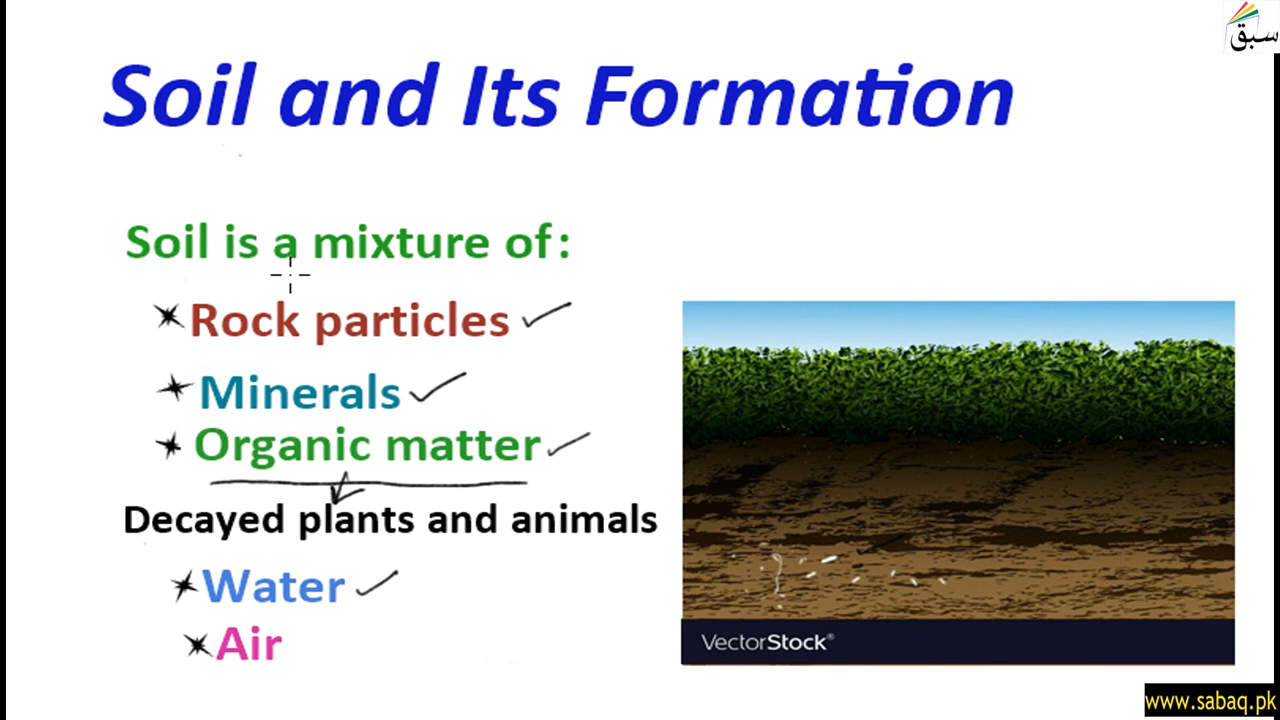 سبق
Soil and Its Formation
Soil is a mixture of:
Rock particles
Minerals
Organic matter
Decayed plants and animals
Water
Air
VectorStock®
www.sabaq.pk